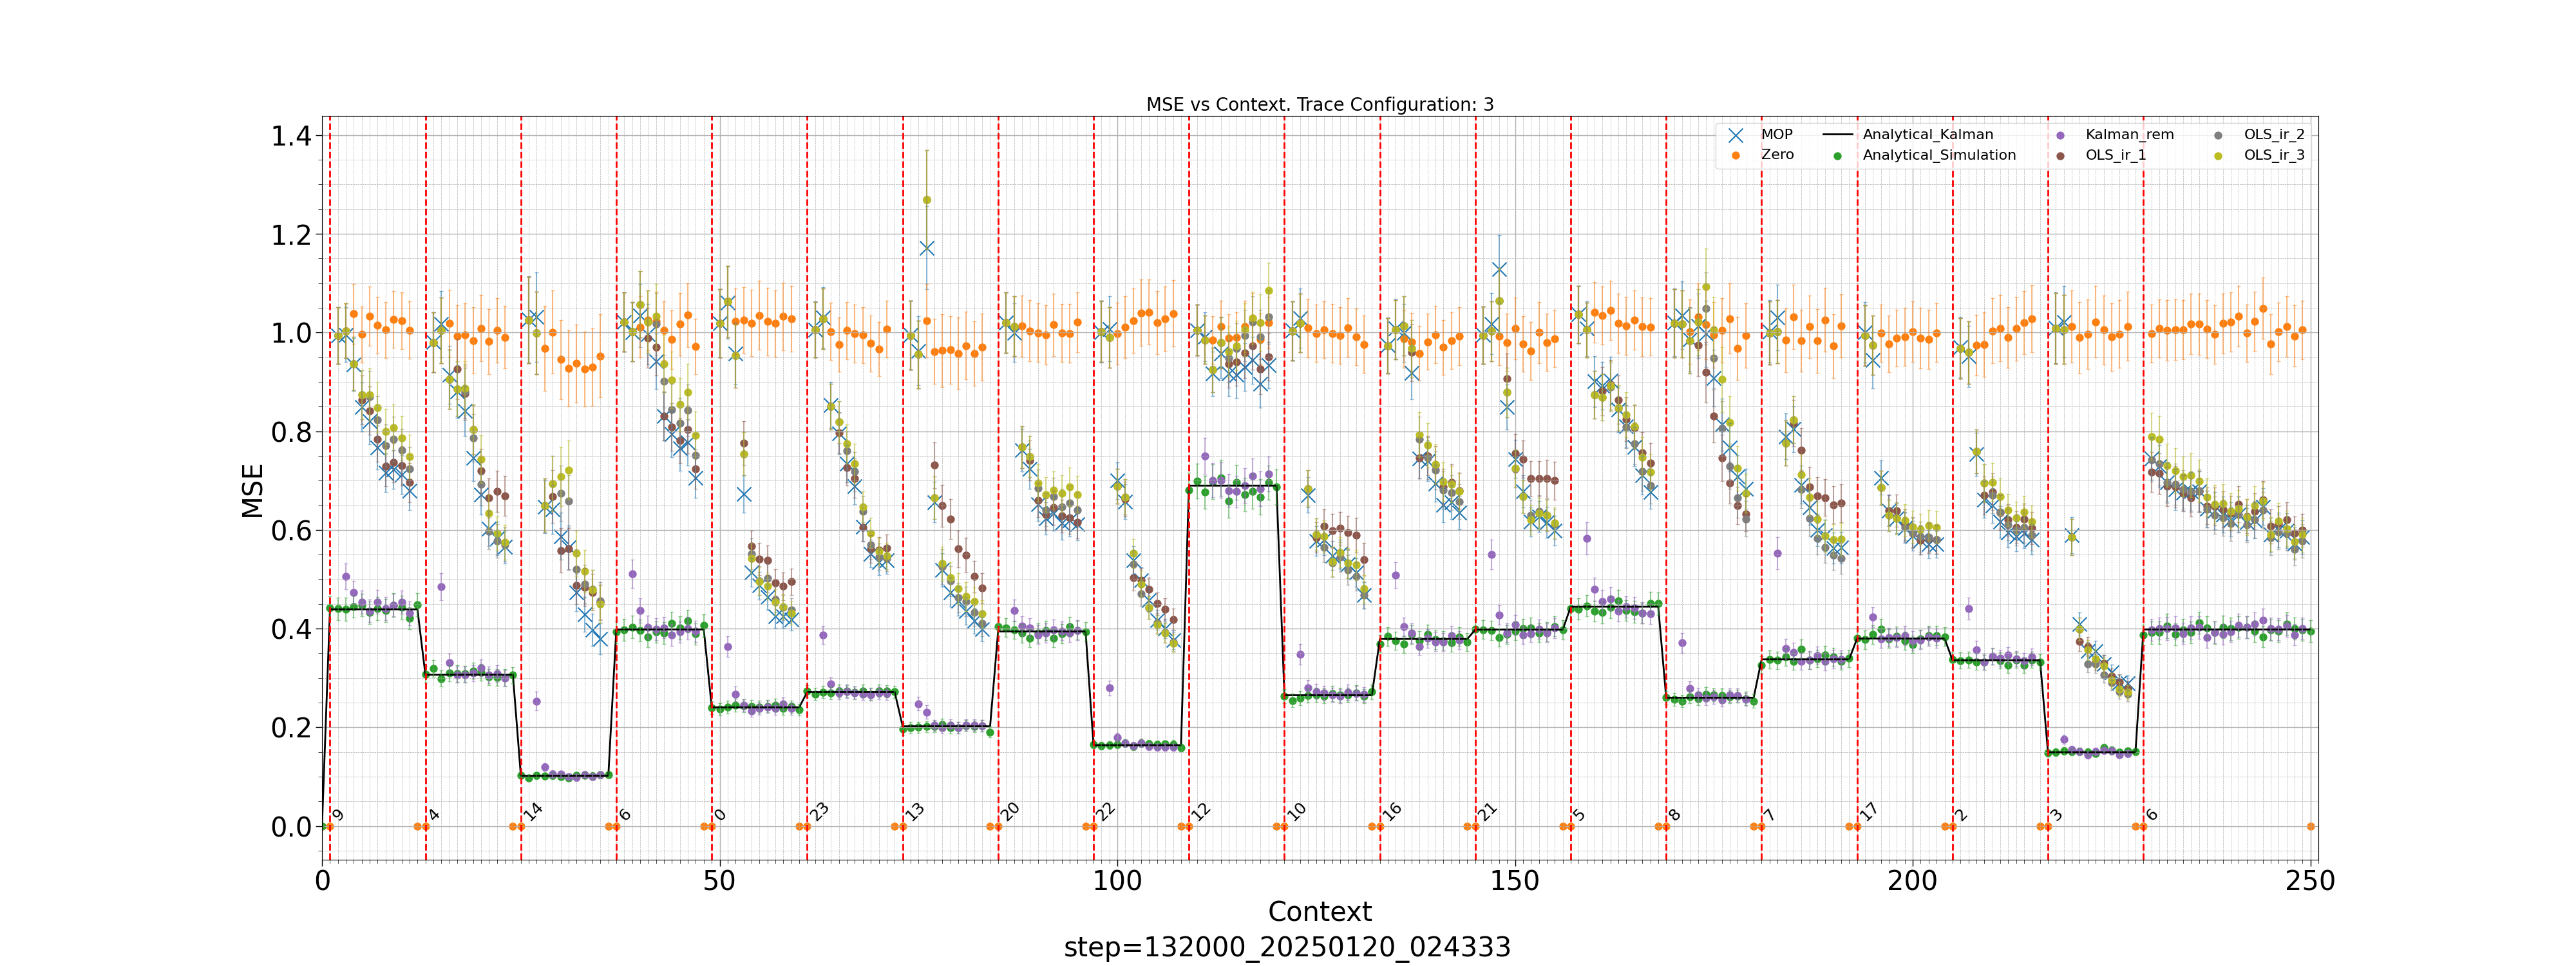 MSE vs Context. Trace Configuration: 3
MOP
Zero
Analytical_Kalman
Analytical_Simulation
Kalman_rem
OLS_ir_1
OLS_ir_2
OLS_ir_3
MSE
1.4
1.2
1.0
0.8
0.6
0.4
0.2
0.0
9 4 14 6 0 23 13 20 22 12 10 16 21 5 8 7 17 2 3 6
0 50 100 150 200 250
Context
step=132000_20250120_024333